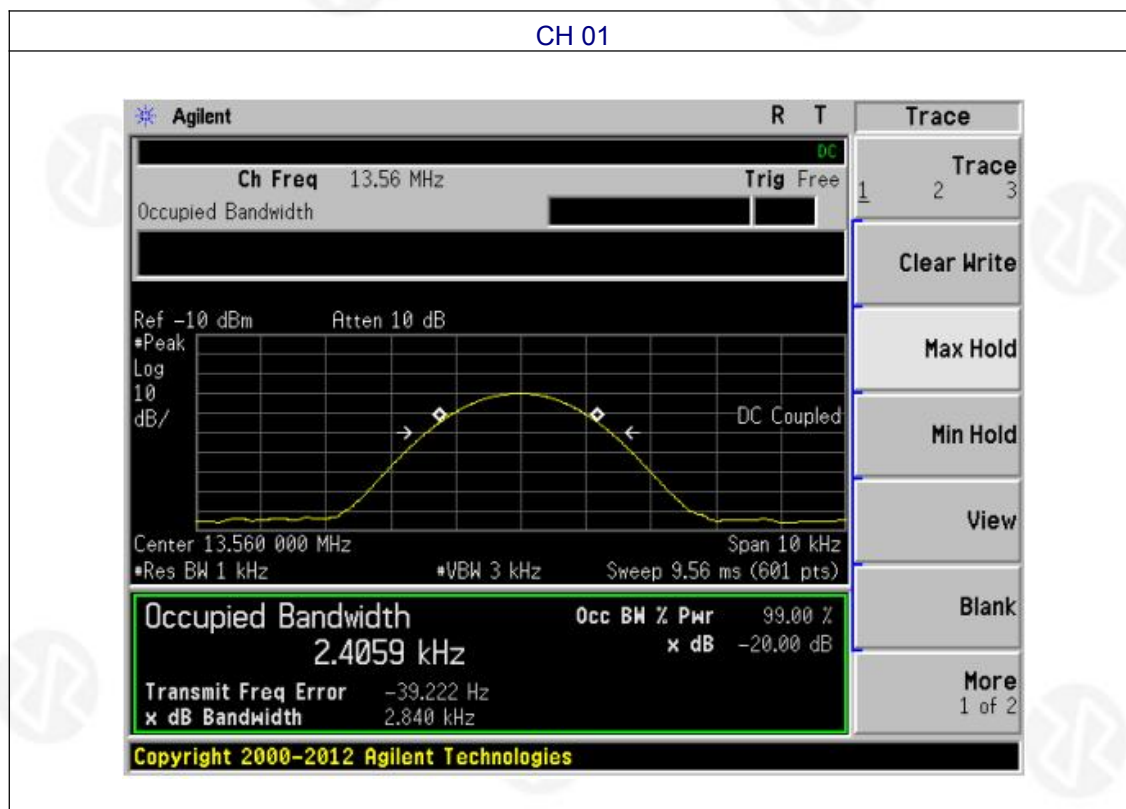 CH 01
Agilent R T
Trace
DC
Ch Freq 13.56 MHz Trig Free
Occupied Bandwidth
Trace
1 2 3
Clear Write
Max Hold
Min Hold
View
Blank
More
1 of 2
Ref -10 dBm Atten 10 dB
#Peak
Log
10
dB/
DC Coupled
Center 13.560 000 MHz Span 10 kHz
#Res BW 1 kHz #VBW 3 kHz Sweep 9.56 ms (601 pts)
Occupied Bandwidth
2.4059 kHz
Occ BW % Pwr 99.00 %
x dB -20.00 dB
Transmit Freq Error -39.222 Hz
x dB Bandwidth 2.840 kHz
Copyright 2000-2012 Agilent Technologies